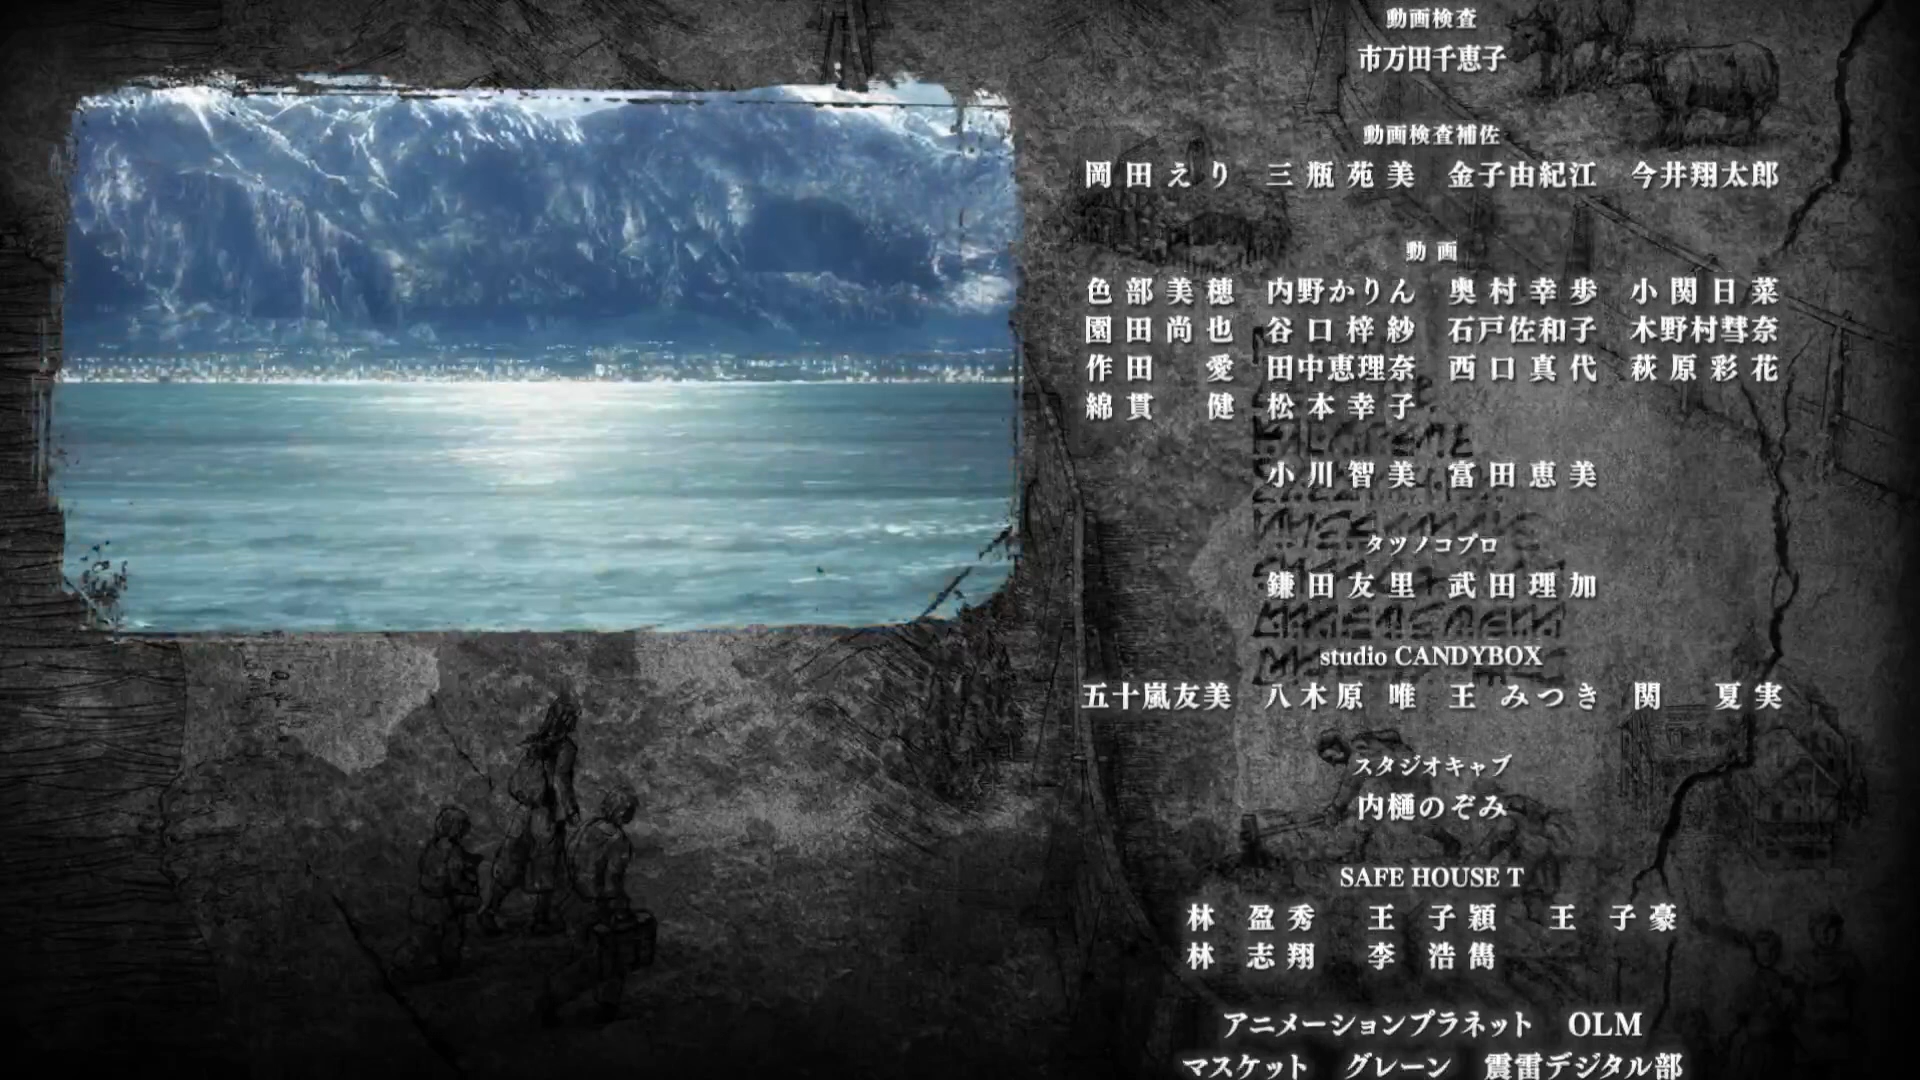 動画検査
市万田千恵子
動画検査補佐
岡田えり 三瓶苑美 金子由紀江 今井翔太郎
動画
色部美穂 内野かりん 奥村幸歩 小関日菜
園田尚也 谷口梓紗 石戸佐和子 木野村彗奈
作田愛 田中恵理奈 西口真代 萩原彩花
綿貫健 松本幸子
小川智美 富田恵美
タツノコプロ
鎌田友里 武田理加
studio CANDYBOX
五十嵐友美 八木原唯 王みつき 関夏実
スタジオキャブ
内樋のぞみ
SAFE HOUSE T
林盈秀 王子穎 王子豪
林志翔 李浩雋
アニメーションプラネット OLM
マスケット グレーン 震雷デジタル部